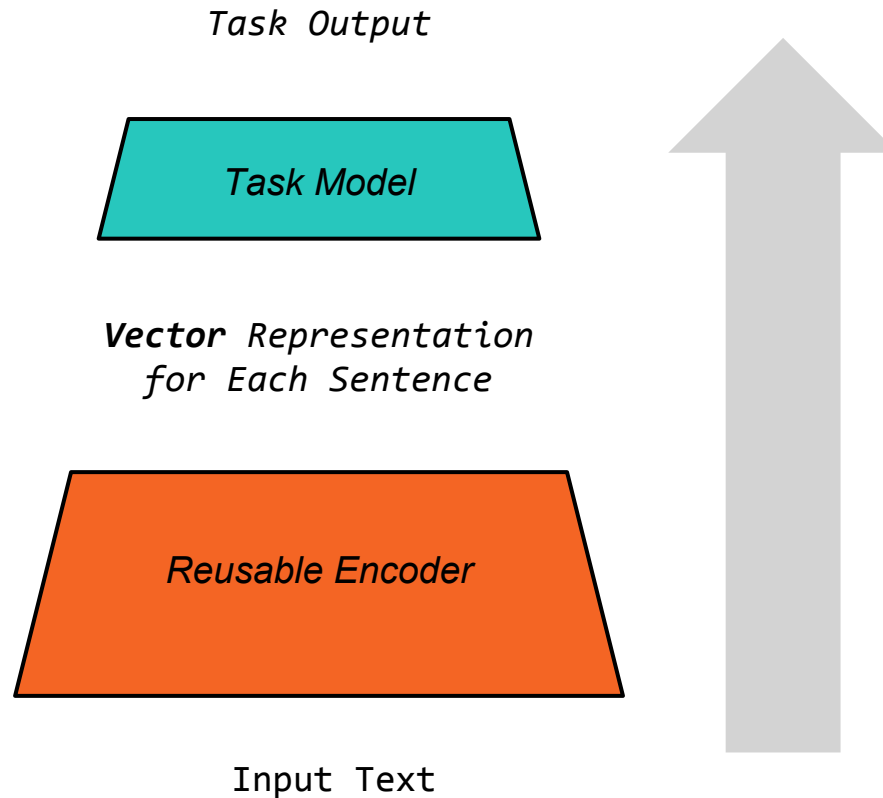 Task Output
Task Model
Vector Representation
for Each Sentence
Reusable Encoder
Input Text